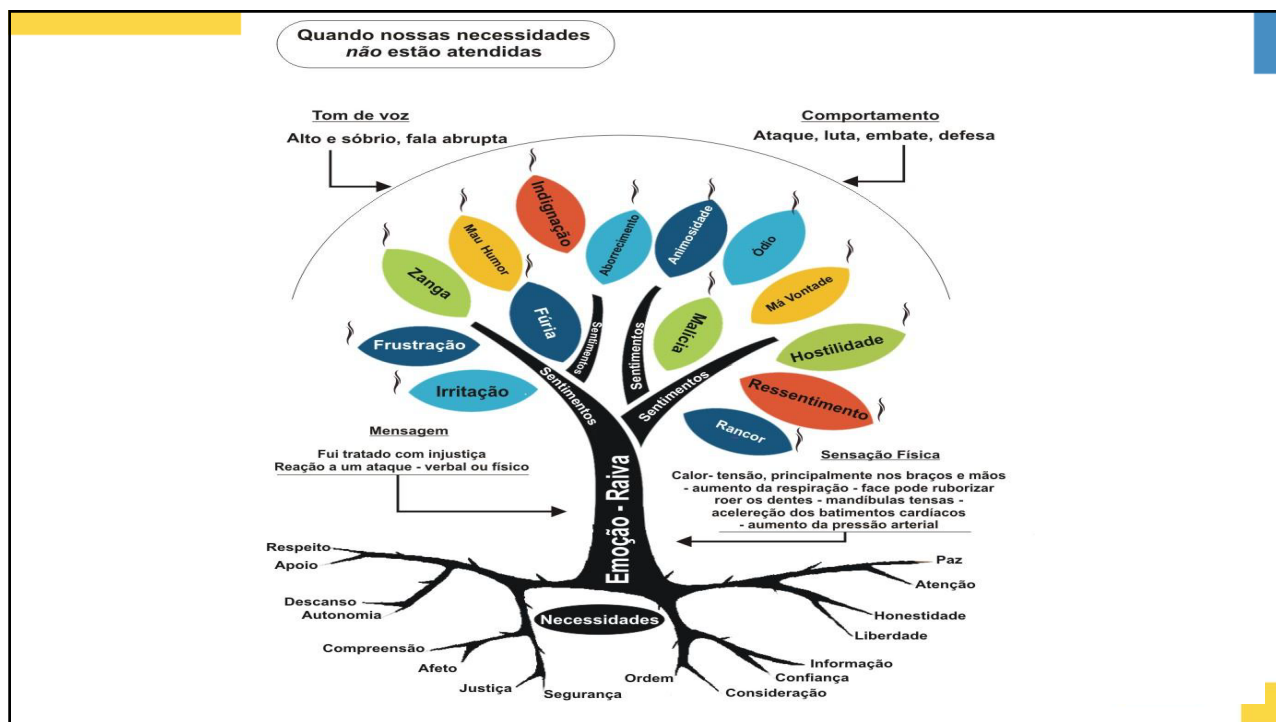 Quando nossas necessidades
não estão atendidas
Tom de voz
Alto e sóbrio, fala abrupta
Comportamento
Ataque, luta, embate, defesa
Indignação
Mau Humor
Aborrecimento
Animosidade
Ódio
Zanga
Fúria
Malícia
Má Vontade
Frustração
Hostilidade
Irritação
Ressentimento
Rancor
Sentimentos
Sentimentos
Sentimentos
Sentimentos
Mensagem
Fui tratado com injustiça
Reação a um ataque - verbal ou físico
Sensação Física
Calor- tensão, principalmente nos braços e mãos
- aumento da respiração - face pode ruborizar
roer os dentes - mandíbulas tensas -
acelereção dos batimentos cardíacos
- aumento da pressão arterial
Emoção - Raiva
Necessidades
Respeito
Apoio
Descanso
Autonomia
Compreensão
Afeto
Justiça
Segurança
Ordem
Consideração
Confiança
Informação
Liberdade
Honestidade
Atenção
Paz